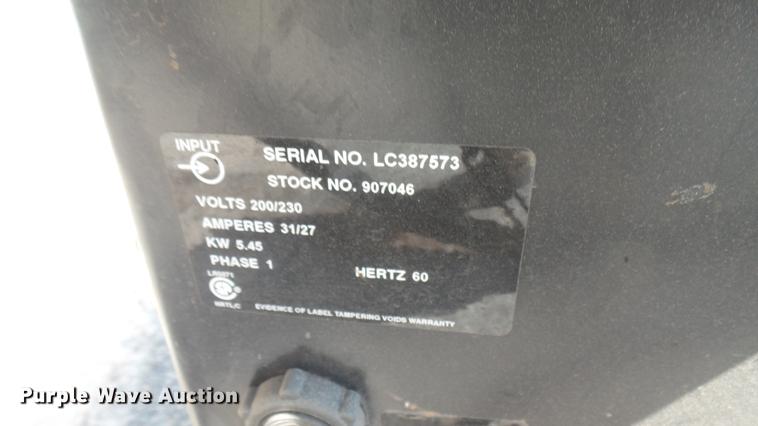 INPUT
SERIAL NO. LC387573
STOCK NO. 907046
VOLTS 200/230
AMPERES 31/27
KW 5.45
PHASE 1
HERTZ 60
NRTL/C
EVIDENCE OF LABEL TAMPERING VOIDS WARRANTY
Purple Wave Auction